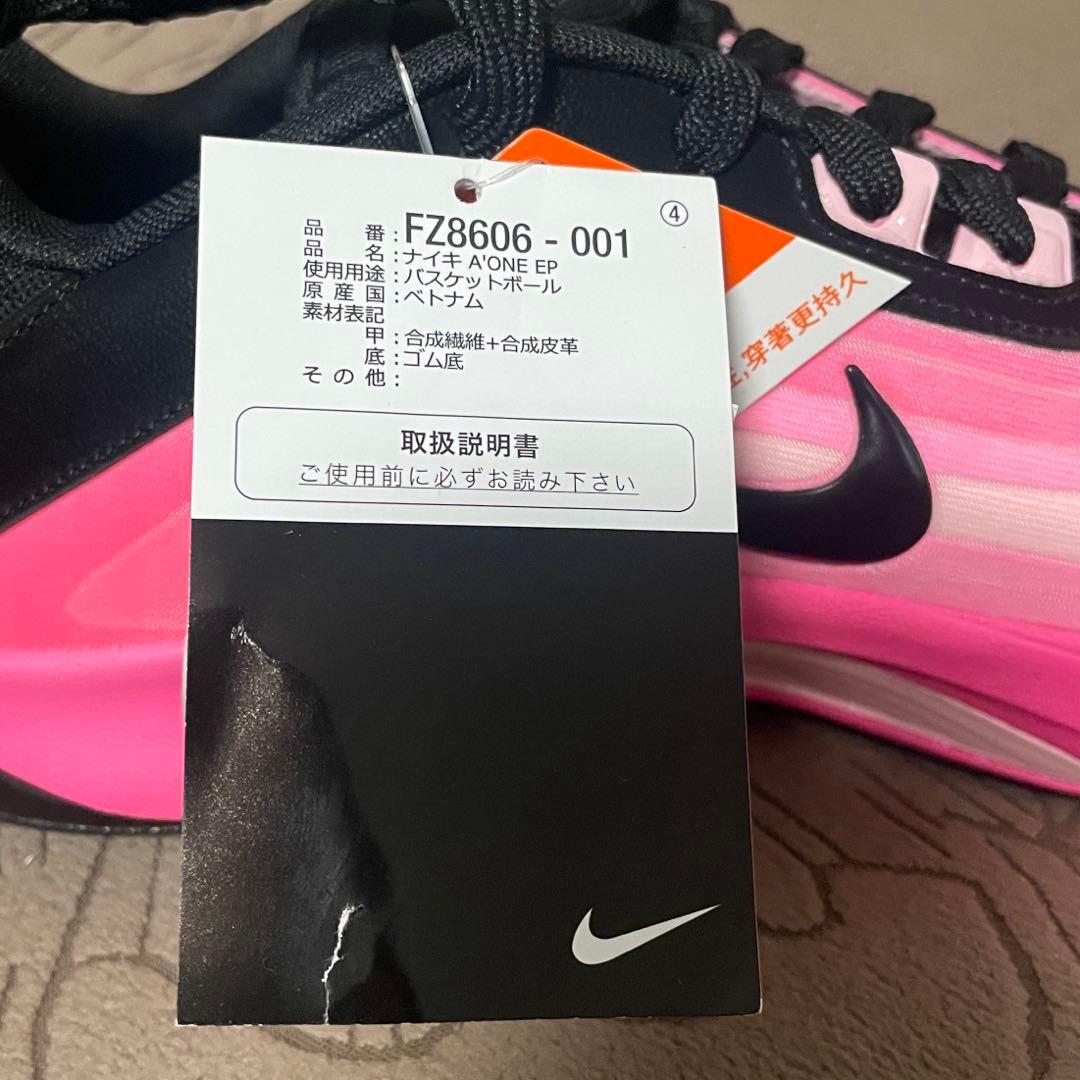 ④
品番:FZ8606 - 001
品名:ナイキ A'ONE EP
使用用途:バスケットボール
原産国:ベトナム
素材表記
甲:合成繊維+合成皮革
底:ゴム底
その他:
取扱説明書
ご使用前に必ずお読み下さい
,穿著更持久